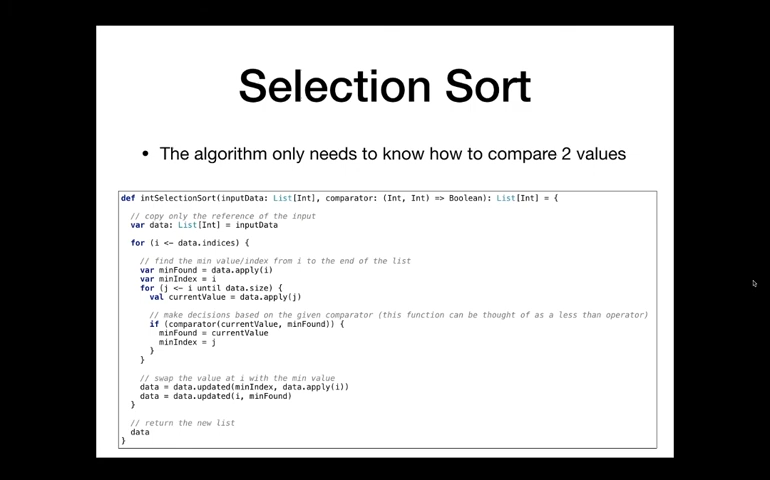 Selection Sort
• The algorithm only needs to know how to compare 2 values
def intSelectionSort(inputData: List[Int], comparator: (Int, Int) => Boolean): List[Int] = {
// copy only the reference of the input
var data: List[Int] = inputData
for (i <- data.indices) {
// find the min value/index from i to the end of the list
var minFound = data.apply(i)
var minIndex = i
for (j <- i until data.size) {
val currentValue = data.apply(j)
// make decisions based on the given comparator (this function can be thought of as a less than operator)
if (comparator(currentValue, minFound)) {
minFound = currentValue
minIndex = j
}
}
// swap the value at i with the min value
data = data.updated(minIndex, data.apply(i))
data = data.updated(i, minFound)
}
// return the new list
data
}